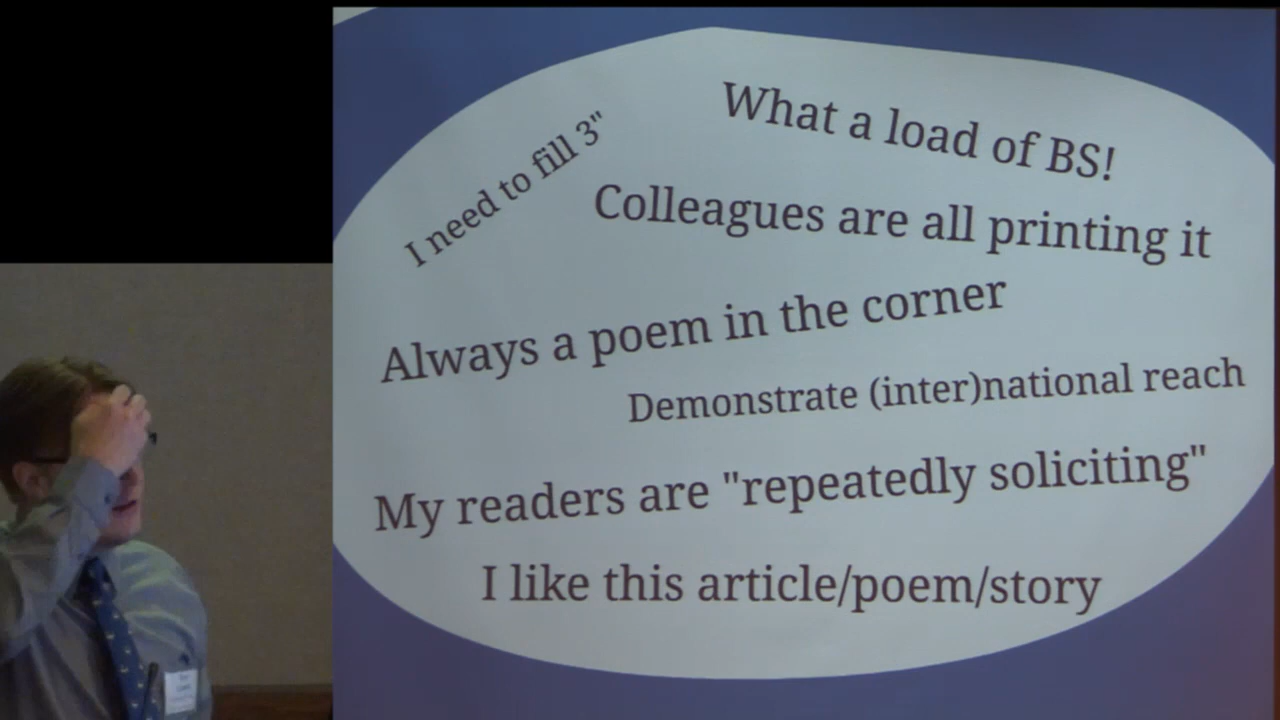 What a load of BS!
I need to fill 3"
Colleagues are all printing it
Always a poem in the corner
Demonstrate (inter)national reach
My readers are "repeatedly soliciting"
I like this article/poem/story